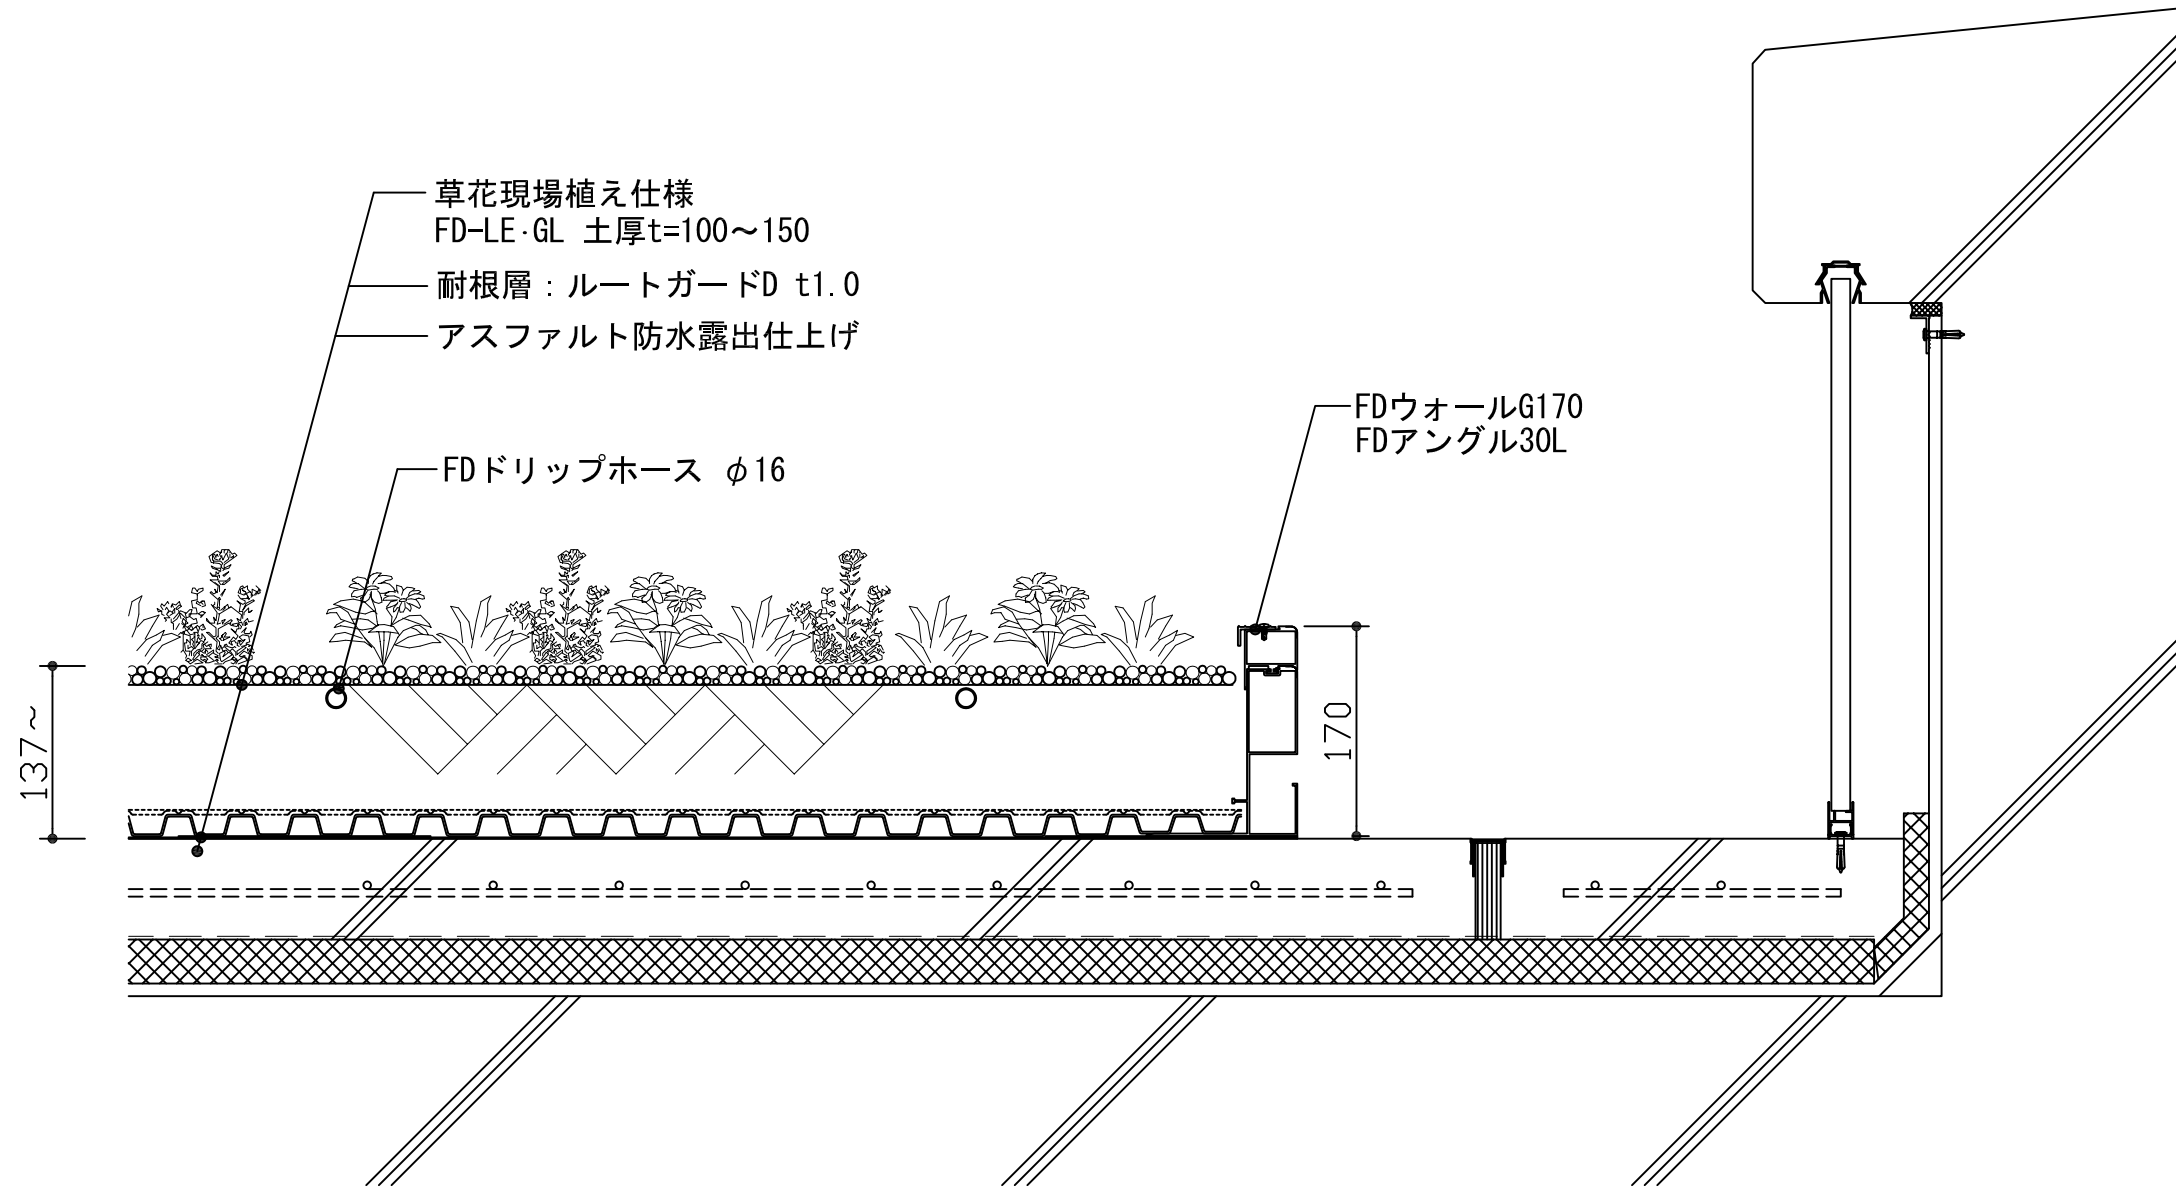 草花現場植え仕様
FD-LE·GL 土厚t=100～150
耐根層：ルートガードD t1.0
アスファルト防水露出仕上げ
FDウォールG170
FDアングル30L
FDドリップホース φ16
137～
170